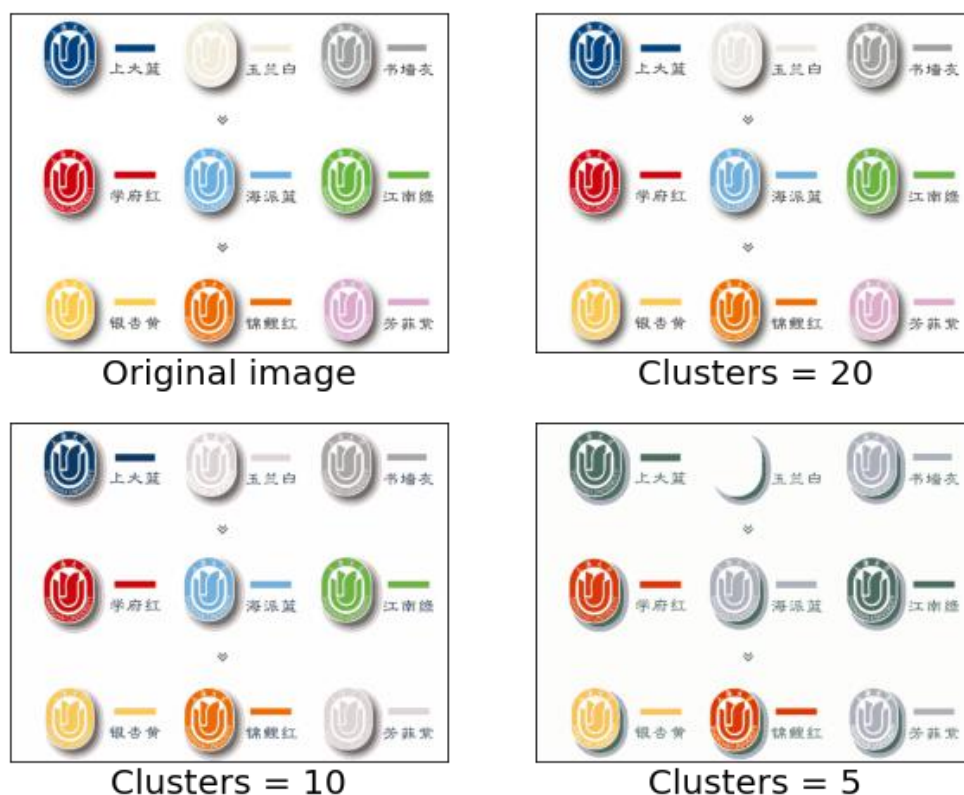 上大蓝 玉兰白 书墙灰
学府红 海派蓝 江南绿
银杏黄 锦鲤红 芳菲紫
Original image
上大蓝 玉兰白 书墙灰
学府红 海派蓝 江南绿
银杏黄 锦鲤红 芳菲紫
Clusters = 20
上大蓝 玉兰白 书墙灰
学府红 海派蓝 江南绿
银杏黄 锦鲤红 芳菲紫
Clusters = 10
上大蓝 玉兰白 书墙灰
学府红 海派蓝 江南绿
银杏黄 锦鲤红 芳菲紫
Clusters = 5